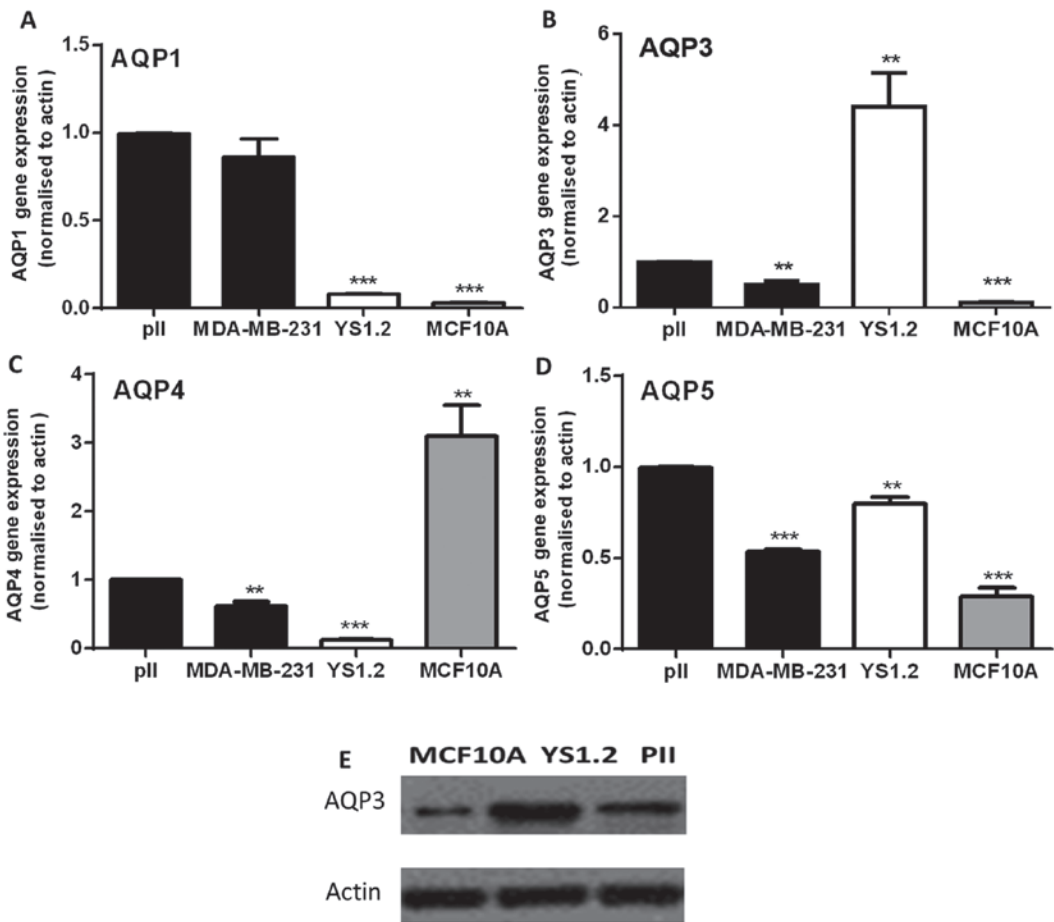 A
AQP1
AQP1 gene expression
(normalised to actin )
1.5
1.0
0.5
0.0
***
***
pII MDA-MB-231 YS1.2 MCF10A
B
AQP3
AQP3 gene expression
(normalised to actin )
6
4
2
0
**
**
***
pII MDA-MB-231 YS1.2 MCF10A
C
AQP4
AQP4 gene expression
(normalised to actin )
4
3
2
1
0
**
***
**
pII MDA-MB-231 YS1.2 MCF10A
D
AQP5
AQP5 gene expression
(normalised to actin )
1.5
1.0
0.5
0.0
***
**
***
pII MDA-MB-231 YS1.2 MCF10A
E
MCF10A YS1.2 PII
AQP3
Actin